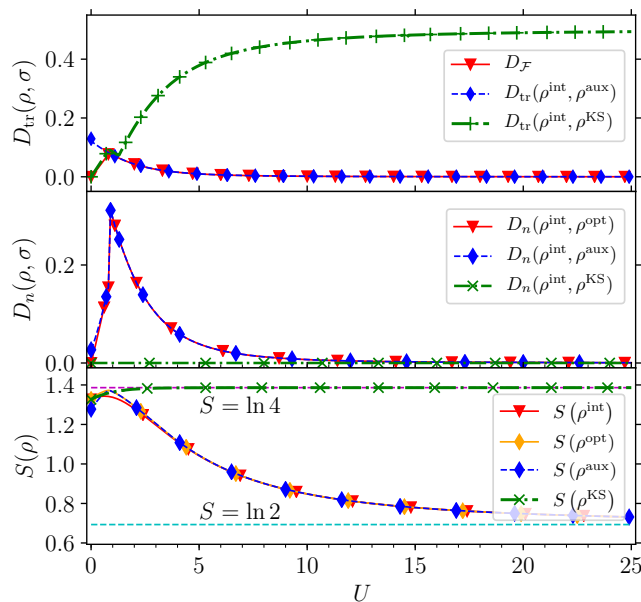 D_tr(ρ, σ)
0.4
0.2
0.0
D_F
D_tr(ρ^int, ρ^aux)
D_tr(ρ^int, ρ^KS)
D_n(ρ, σ)
0.2
0.0
D_n(ρ^int, ρ^opt)
D_n(ρ^int, ρ^aux)
D_n(ρ^int, ρ^KS)
S(ρ)
1.4
1.2
1.0
0.8
0.6
S = ln 4
S = ln 2
S (ρ^int)
S (ρ^opt)
S (ρ^aux)
S (ρ^KS)
0 5 10 15 20 25
U